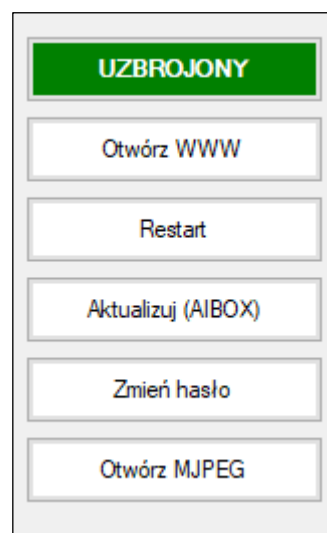 UZBROJONY
Otwórz WWW
Restart
Aktualizuj (AIBOX)
Zmień hasło
Otwórz MJPEG